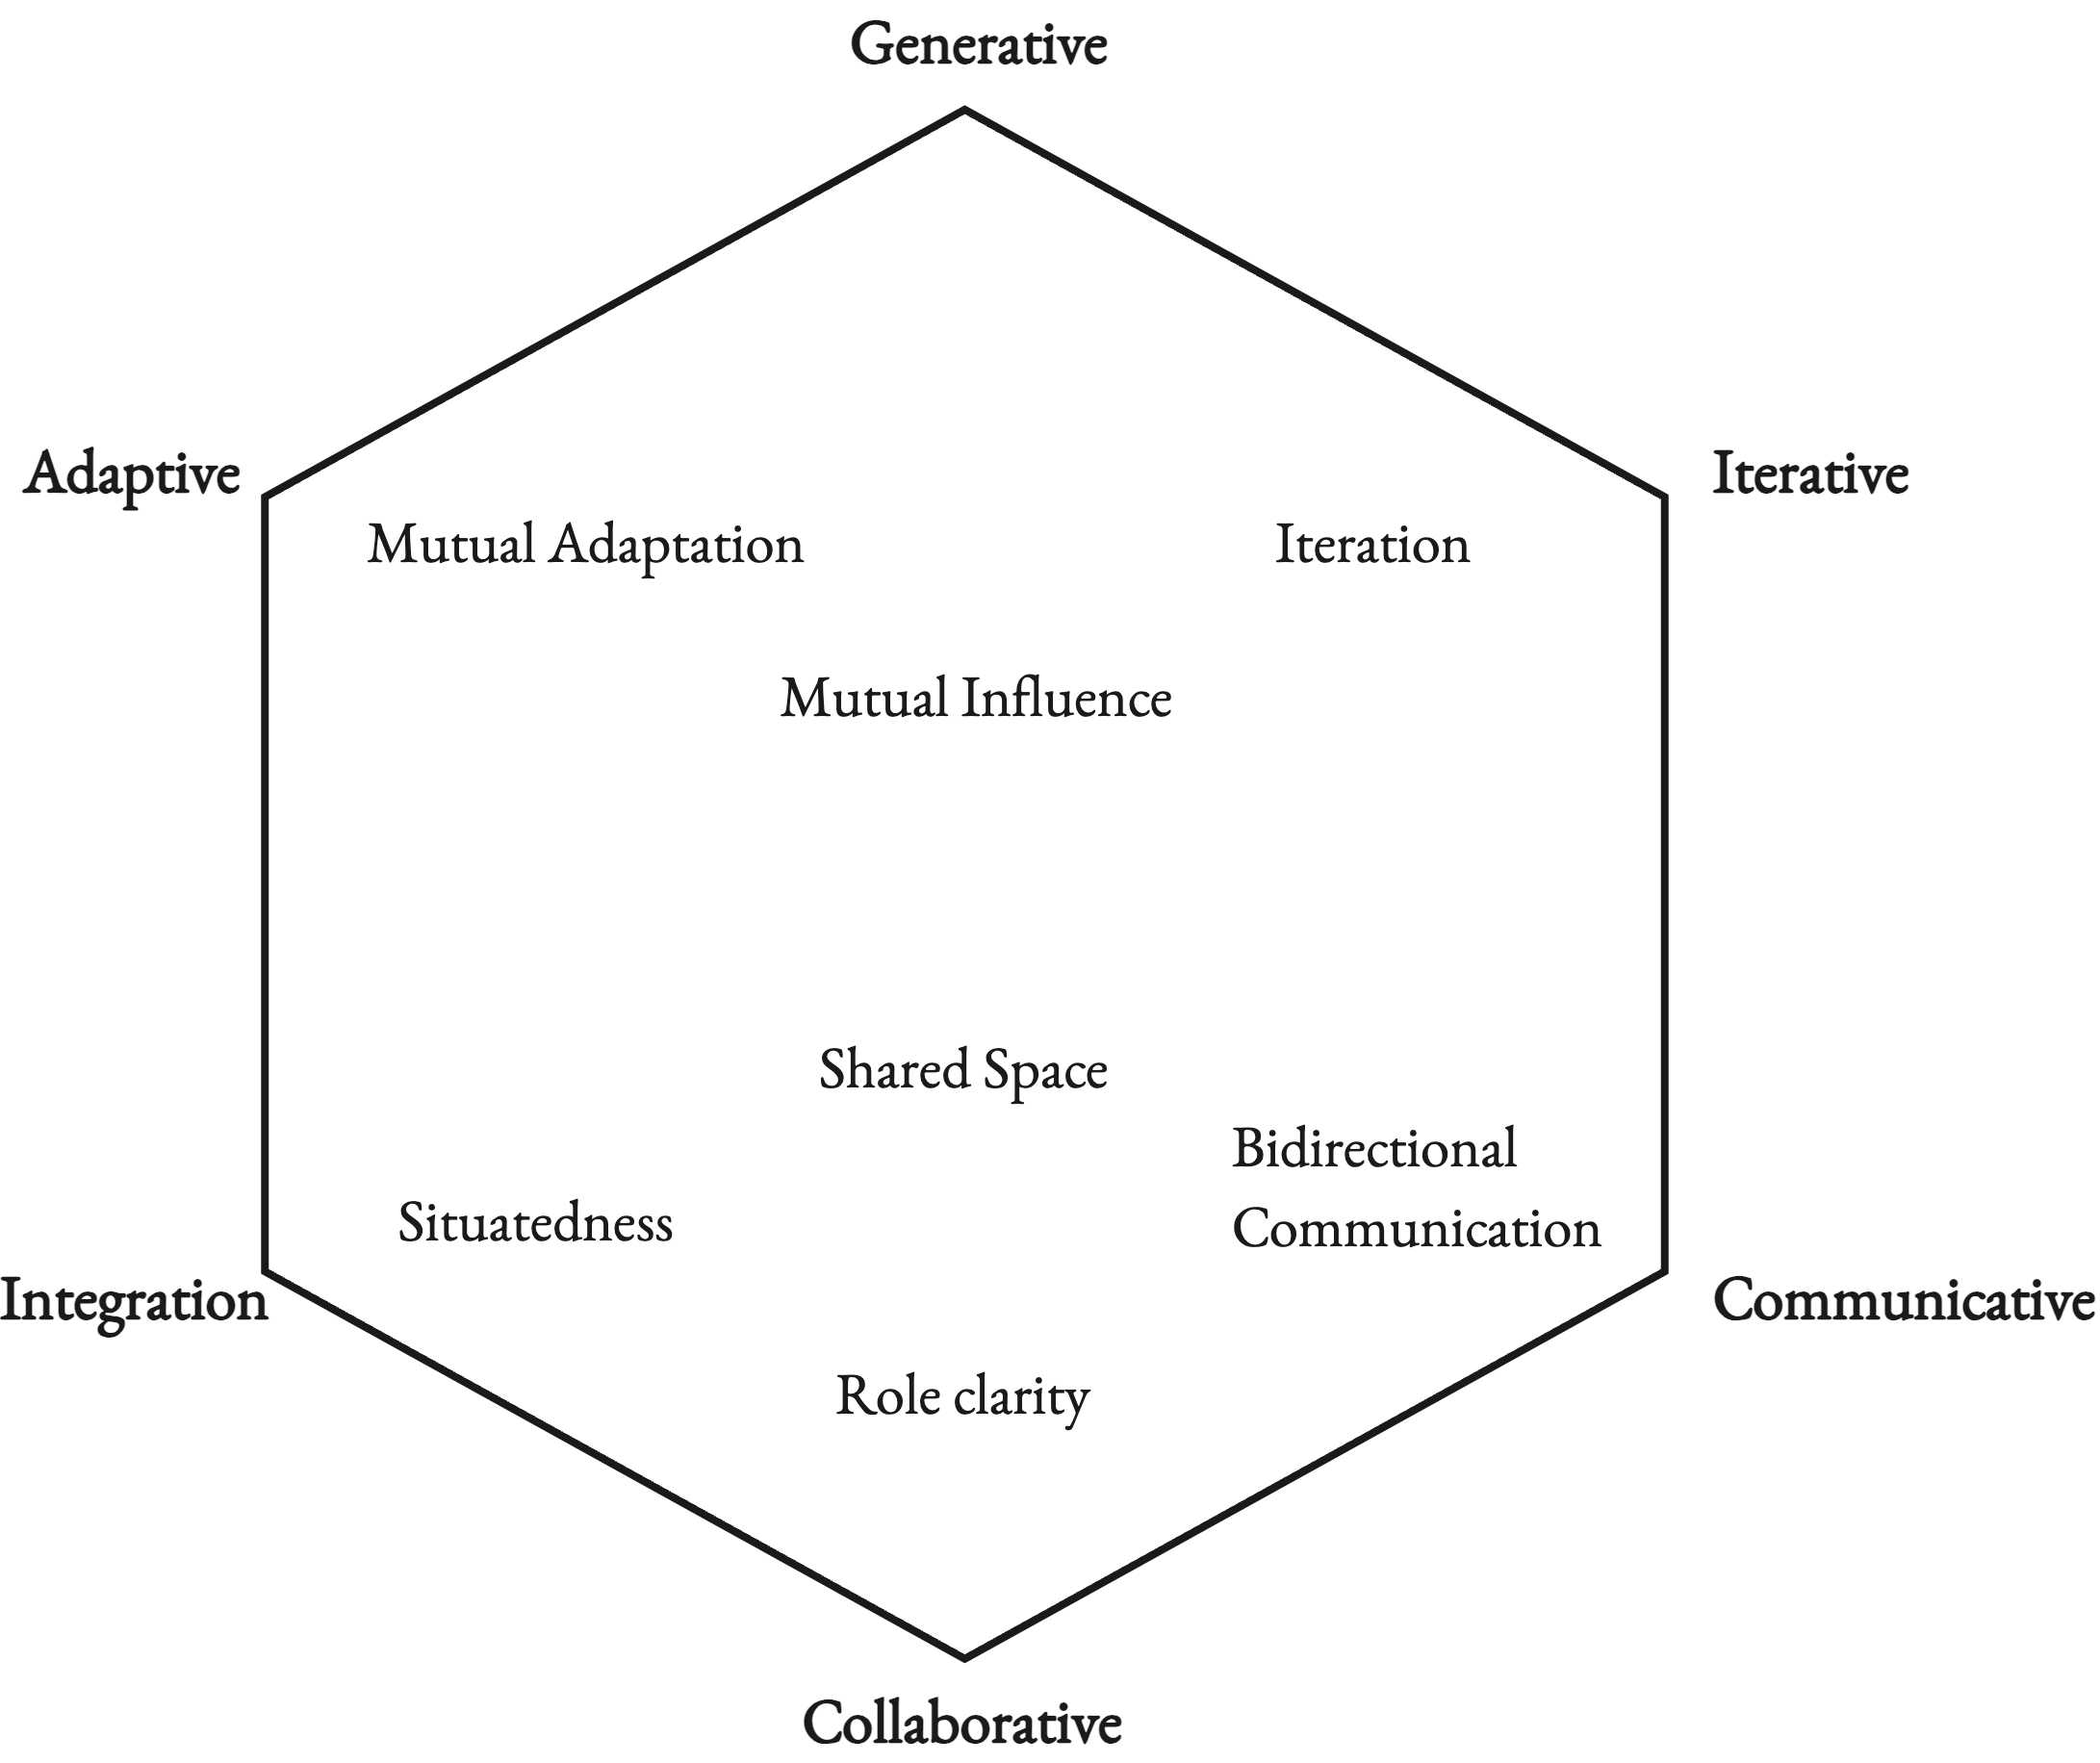 Generative
Adaptive
Iterative
Mutual Adaptation
Iteration
Mutual Influence
Shared Space
Bidirectional
Communication
Situatedness
Integration
Communicative
Role clarity
Collaborative